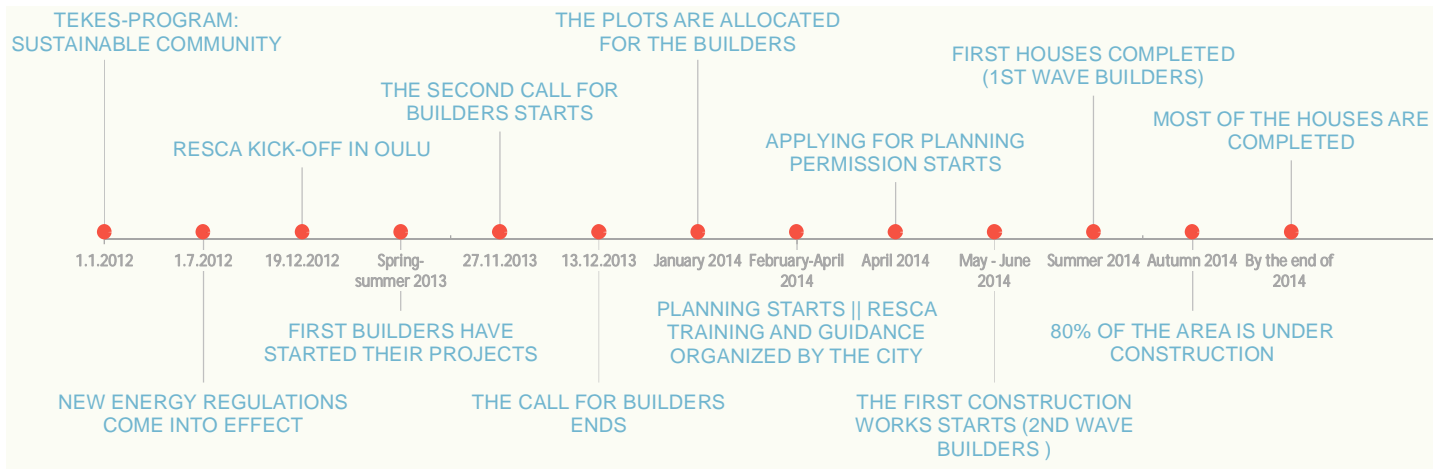 TEKES-PROGRAM:
SUSTAINABLE COMMUNITY
THE PLOTS ARE ALLOCATED
FOR THE BUILDERS
FIRST HOUSES COMPLETED
(1ST WAVE BUILDERS)
THE SECOND CALL FOR
BUILDERS STARTS
MOST OF THE HOUSES ARE
COMPLETED
RESCA KICK-OFF IN OULU
APPLYING FOR PLANNING
PERMISSION STARTS
1.1.2012
1.7.2012
19.12.2012
Spring-
summer 2013
27.11.2013
13.12.2013
January 2014
February-April
2014
April 2014
May - June
2014
Summer 2014
Autumn 2014
By the end of
2014
PLANNING STARTS || RESCA
TRAINING AND GUIDANCE
ORGANIZED BY THE CITY
FIRST BUILDERS HAVE
STARTED THEIR PROJECTS
80% OF THE AREA IS UNDER
CONSTRUCTION
NEW ENERGY REGULATIONS
COME INTO EFFECT
THE CALL FOR BUILDERS
ENDS
THE FIRST CONSTRUCTION
WORKS STARTS (2ND WAVE
BUILDERS )